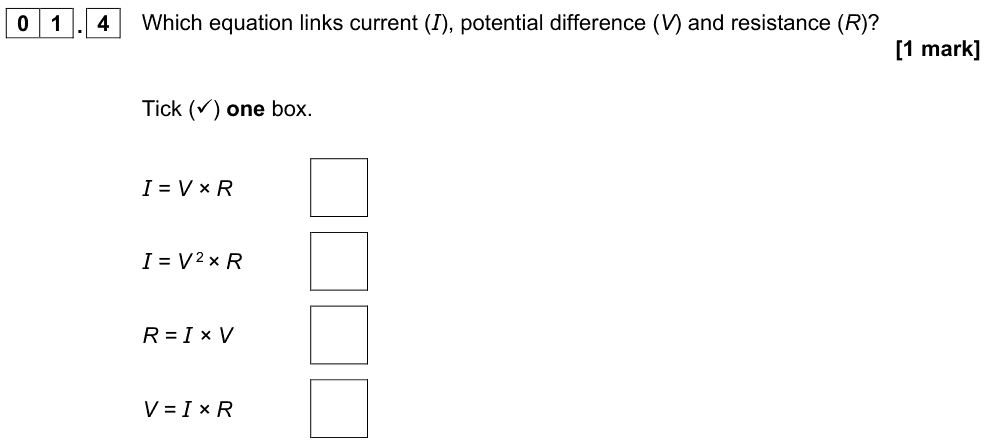 0 1 . 4 Which equation links current (I), potential difference (V) and resistance (R)?
[1 mark]
Tick (✓) one box.
I = V × R
I = V² × R
R = I × V
V = I × R